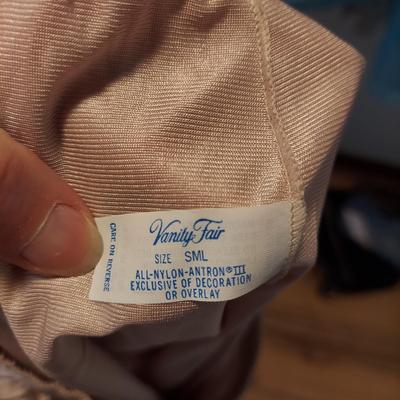 Vanity Fair
SIZE SML
ALL-NYLON-ANTRON® III
EXCLUSIVE OF DECORATION
OR OVERLAY
CARE ON REVERSE